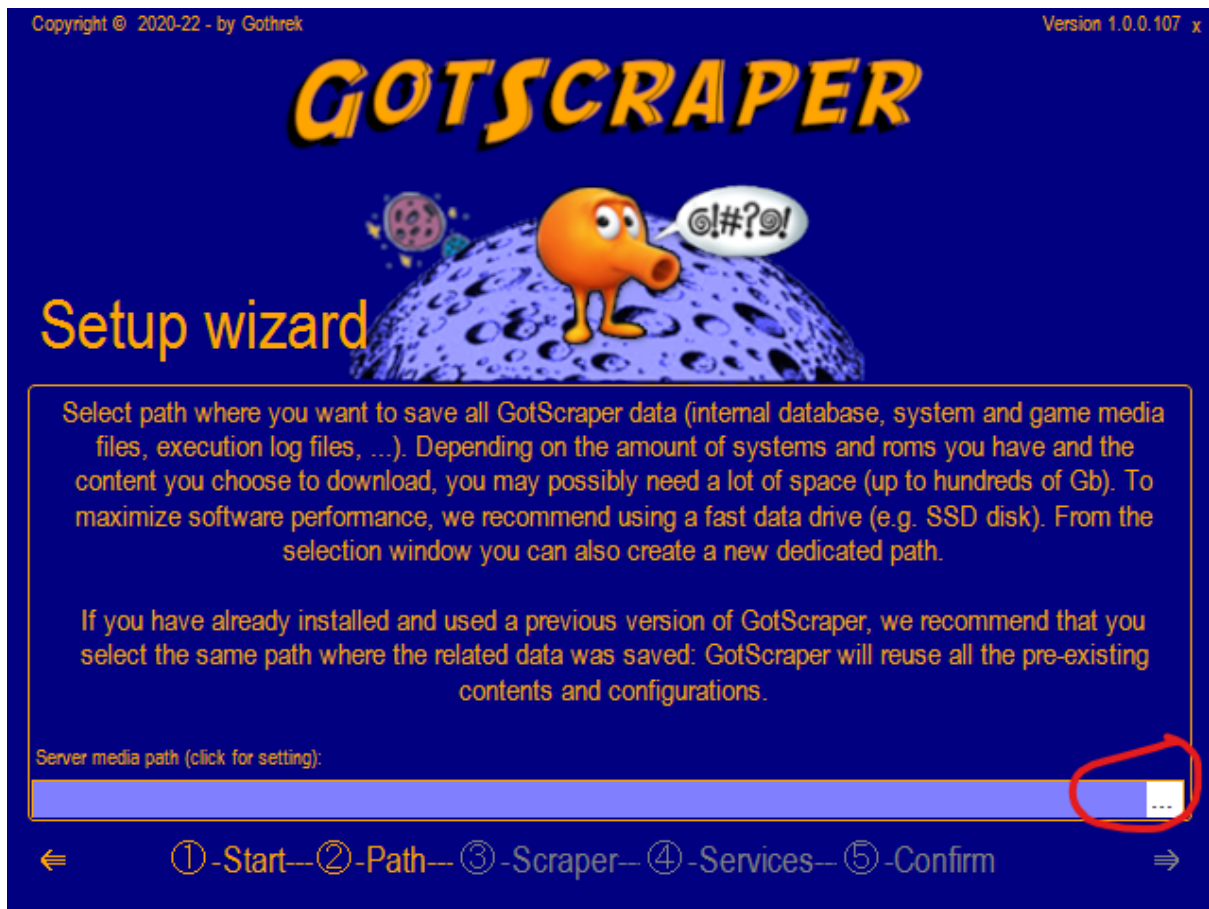 Copyright © 2020-22 - by Gothrek
Version 1.0.0.107 x
GOTSCRAPER
@!#?@!
Setup wizard
Select path where you want to save all GotScraper data (internal database, system and game media
files, execution log files, ...). Depending on the amount of systems and roms you have and the
content you choose to download, you may possibly need a lot of space (up to hundreds of Gb). To
maximize software performance, we recommend using a fast data drive (e.g. SSD disk). From the
selection window you can also create a new dedicated path.
If you have already installed and used a previous version of GotScraper, we recommend that you
select the same path where the related data was saved: GotScraper will reuse all the pre-existing
contents and configurations.
Server media path (click for setting):
...
⇐ ①-Start---②-Path---③-Scraper---④-Services---⑤-Confirm ⇒